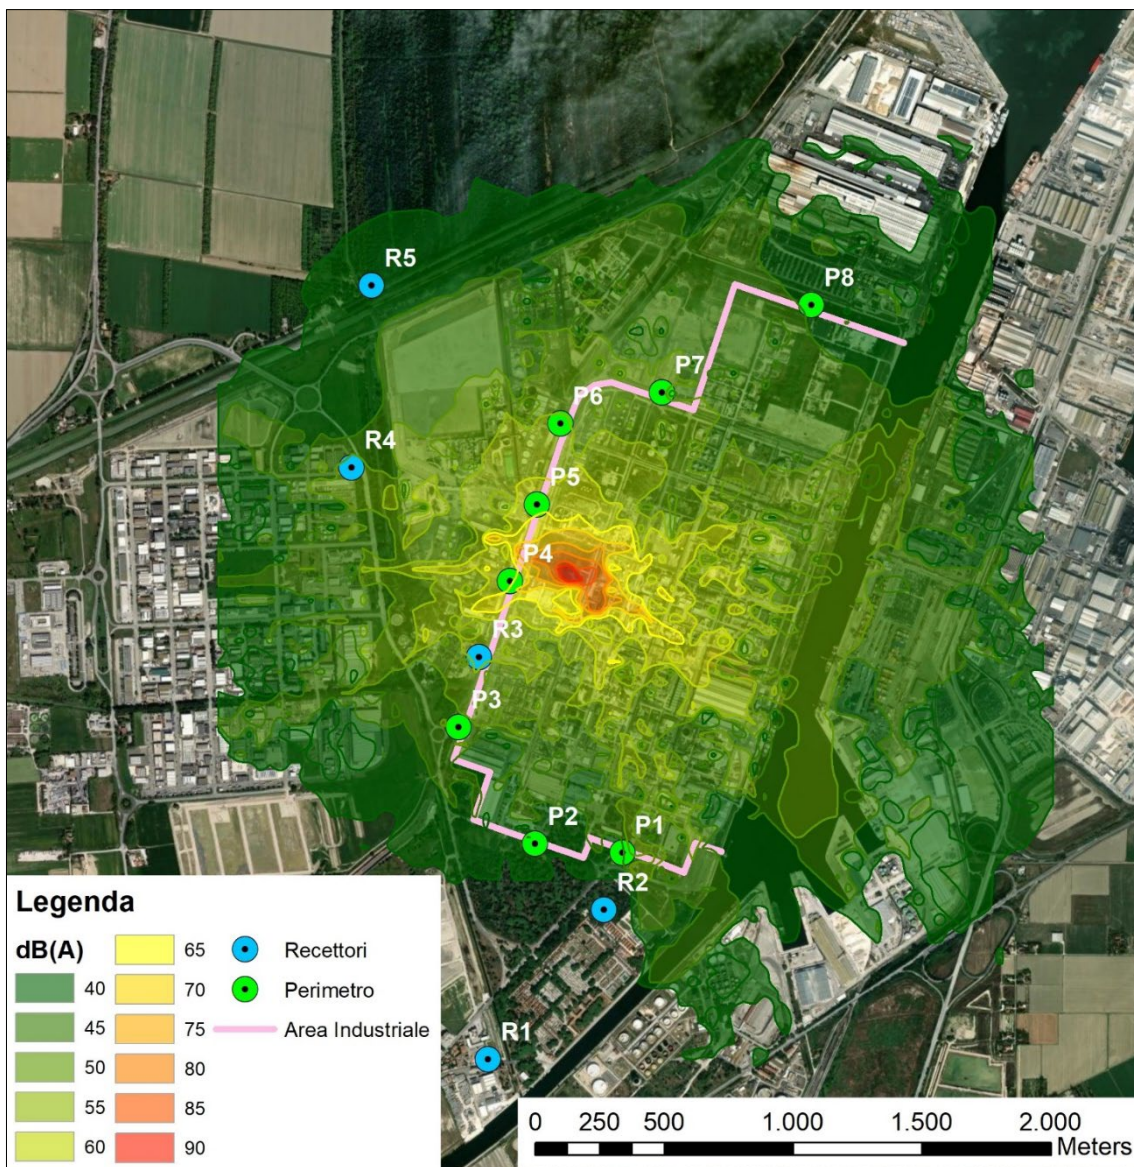 R5
P8
P7
P6
R4
P5
P4
R3
P3
P2
P1
R2
R1
Legenda
dB(A)
40
45
50
55
60
65
70
75
80
85
90
Recettori
Perimetro
Area Industriale
0 250 500 1.000 1.500 2.000
Meters